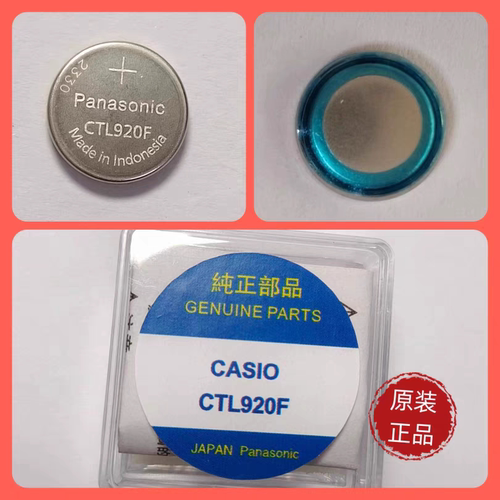 2330
+
Panasonic
CTL920F
Made in Indonesia
純正部品
GENUINE PARTS
CASIO
CTL920F
JAPAN Panasonic
原装
正品